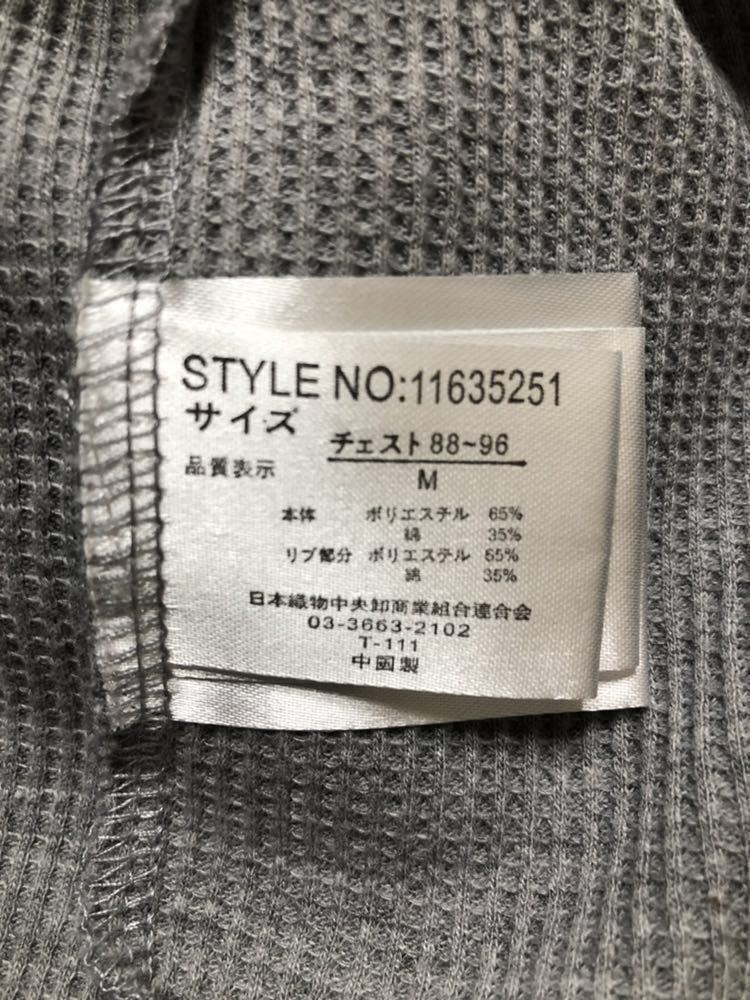 STYLE NO:11635251
サイズ
チェスト88~96
品質表示
M
本体 ポリエステル 65%
綿 35%
リブ部分 ポリエステル 65%
綿 35%
日本織物中央卸商業組合連合会
03-3663-2102
T-111
中國製